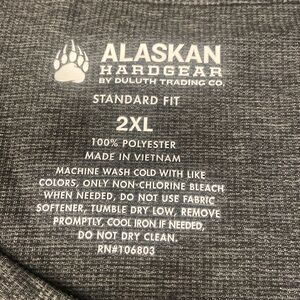 ALASKAN
HARDGEAR
BY DULUTH TRADING CO.
STANDARD FIT
2XL
100% POLYESTER
MADE IN VIETNAM
MACHINE WASH COLD WITH LIKE
COLORS, ONLY NON-CHLORINE BLEACH
WHEN NEEDED, DO NOT USE FABRIC
SOFTENER, TUMBLE DRY LOW, REMOVE
PROMPTLY, COOL IRON IF NEEDED,
DO NOT DRY CLEAN.
RN#106803